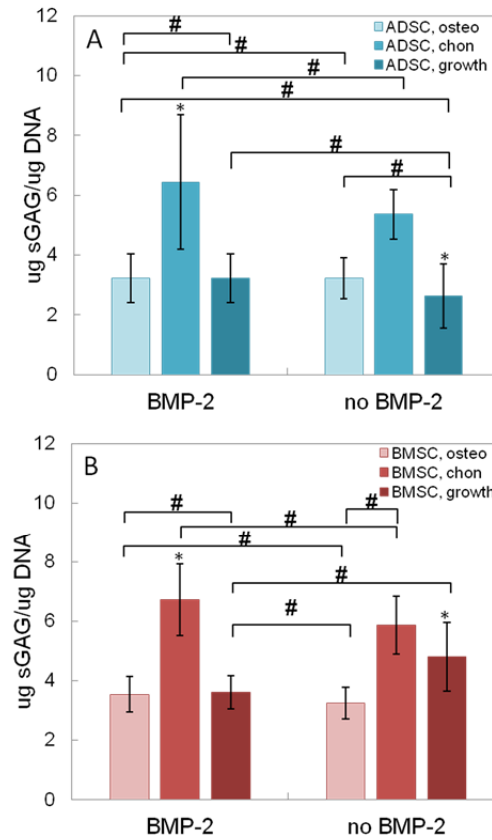 A
ADSC, osteo
ADSC, chon
ADSC, growth
ug sGAG/ug DNA
12
10
8
6
4
2
0
#
#
#
#
#
#
*
*
BMP-2
no BMP-2
B
BMSC, osteo
BMSC, chon
BMSC, growth
ug sGAG/ug DNA
12
10
8
6
4
2
0
#
#
#
#
#
#
*
*
BMP-2
no BMP-2